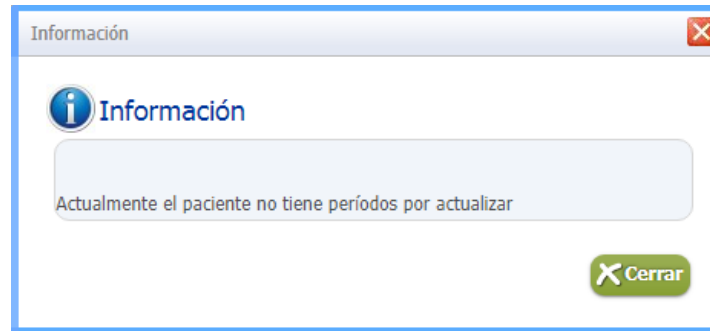 Información
Información
Actualmente el paciente no tiene períodos por actualizar
Cerrar